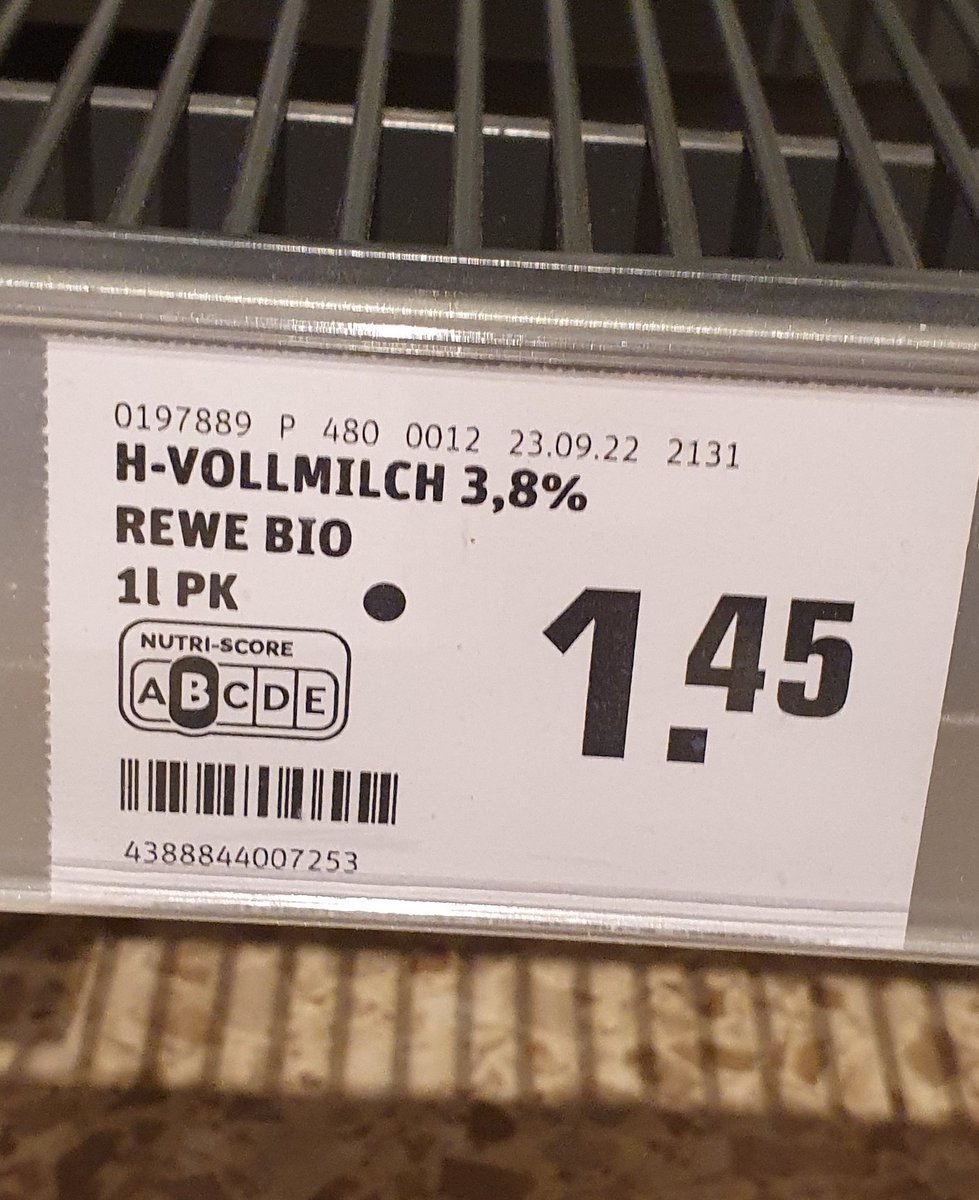 0197889 P 480 0012 23.09.22 2131
H-VOLLMILCH 3,8%
REWE BIO
1l PK
NUTRI-SCORE
A B C D E
1.45
4388844007253